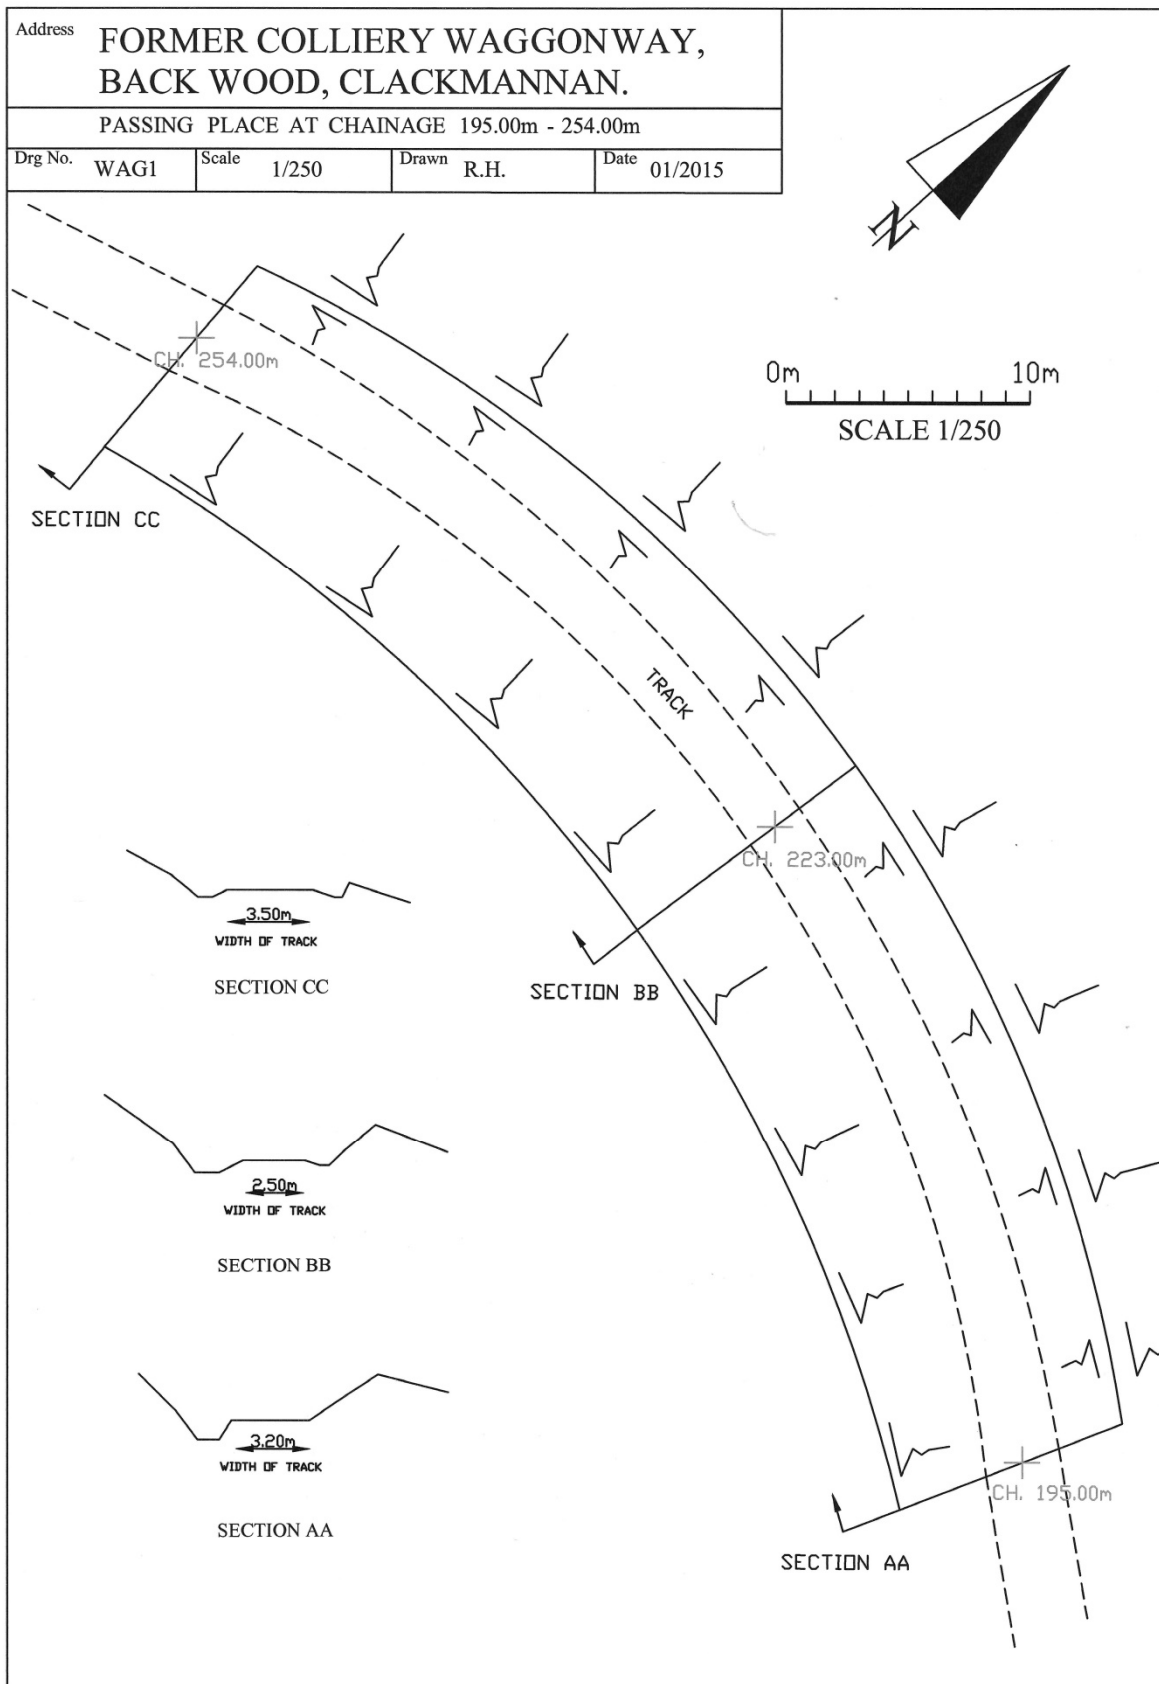 Address
FORMER COLLIERY WAGGONWAY,
BACK WOOD, CLACKMANNAN.
PASSING PLACE AT CHAINAGE 195.00m - 254.00m
Drg No. WAG1 Scale 1/250 Drawn R.H. Date 01/2015
N
CH. 254.00m
0m 10m
SCALE 1/250
SECTION CC
TRACK
CH. 223.00m
3.50m
WIDTH OF TRACK
SECTION CC
SECTION BB
2.50m
WIDTH OF TRACK
SECTION BB
3.20m
WIDTH OF TRACK
SECTION AA
CH. 195.00m
SECTION AA